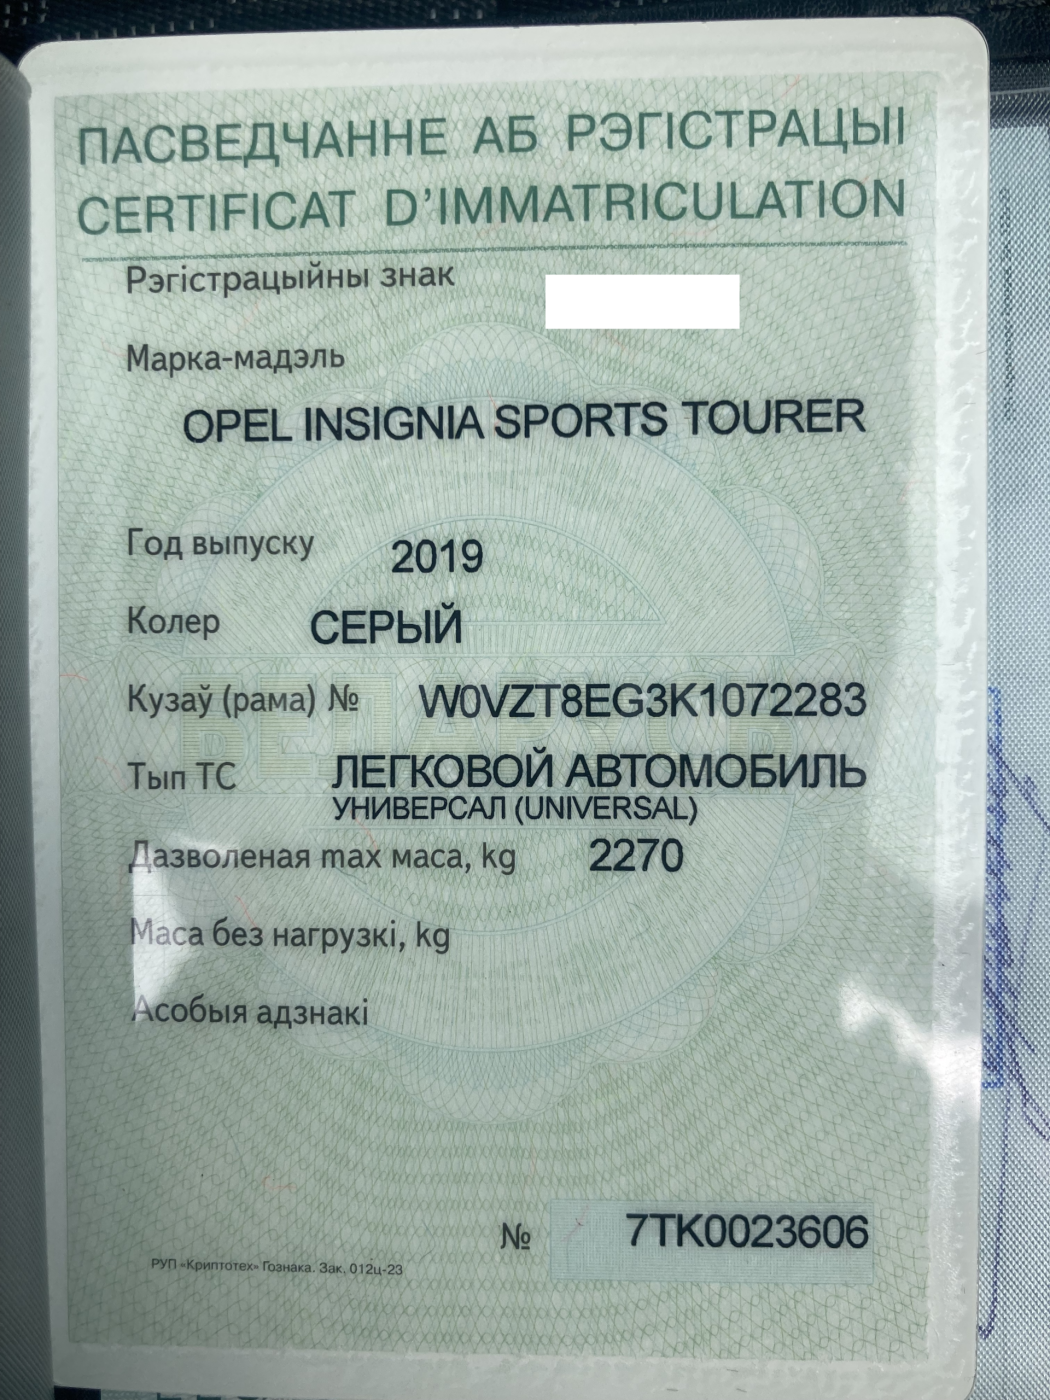 ПАСВЕДЧАННЕ АБ РЭГІСТРАЦЫІ
CERTIFICAT D'IMMATRICULATION
Рэгістрацыйны знак
Марка-мадэль
OPEL INSIGNIA SPORTS TOURER
Год выпуску 2019
Колер СЕРЫЙ
Кузаў (рама) № W0VZT8EG3K1072283
Тып ТС ЛЕГКОВОЙ АВТОМОБИЛЬ
УНИВЕРСАЛ (UNIVERSAL)
Дазволеная max маса, kg 2270
Маса без нагрузкі, kg
Асобыя адзнакі
№ 7TK0023606
РУП «Криптотех» Гознака. Зак. 012ц-23
БЕЛАРУСЬ